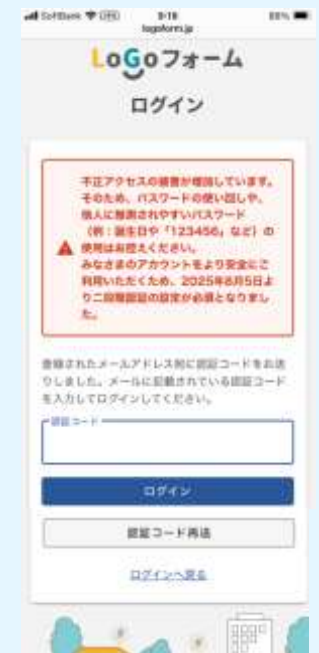 SoftBank
9:16
logoform.jp
LoGoフォーム
ログイン
不正アクセスの被害が増加しています。
そのため、パスワードの使い回しや、
他人に推測されやすいパスワード
（例：誕生日や「123456」など）の
使用はお控えください。
みなさまのアカウントをより安全にご
利用いただくため、2025年8月5日よ
り二段階認証の設定が必須となりまし
た。
登録されたメールアドレス宛に認証コードをお送
りしました。メールに記載されている認証コード
を入力してログインしてください。
認証コード
ログイン
認証コード再送
ログインへ戻る